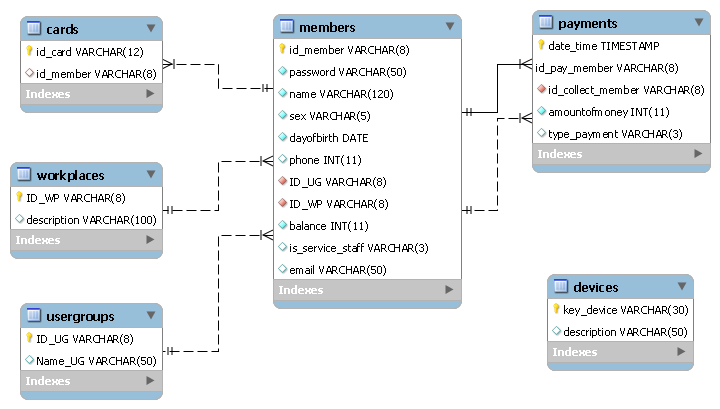 cards
id_card VARCHAR(12)
id_member VARCHAR(8)
Indexes
workplaces
ID_WP VARCHAR(8)
description VARCHAR(100)
Indexes
usergroups
ID_UG VARCHAR(8)
Name_UG VARCHAR(50)
Indexes
members
id_member VARCHAR(8)
password VARCHAR(50)
name VARCHAR(120)
sex VARCHAR(5)
dayofbirth DATE
phone INT(11)
ID_UG VARCHAR(8)
ID_WP VARCHAR(8)
balance INT(11)
is_service_staff VARCHAR(3)
email VARCHAR(50)
Indexes
payments
date_time TIMESTAMP
id_pay_member VARCHAR(8)
id_collect_member VARCHAR(8)
amountofmoney INT(11)
type_payment VARCHAR(3)
Indexes
devices
key_device VARCHAR(30)
description VARCHAR(50)
Indexes